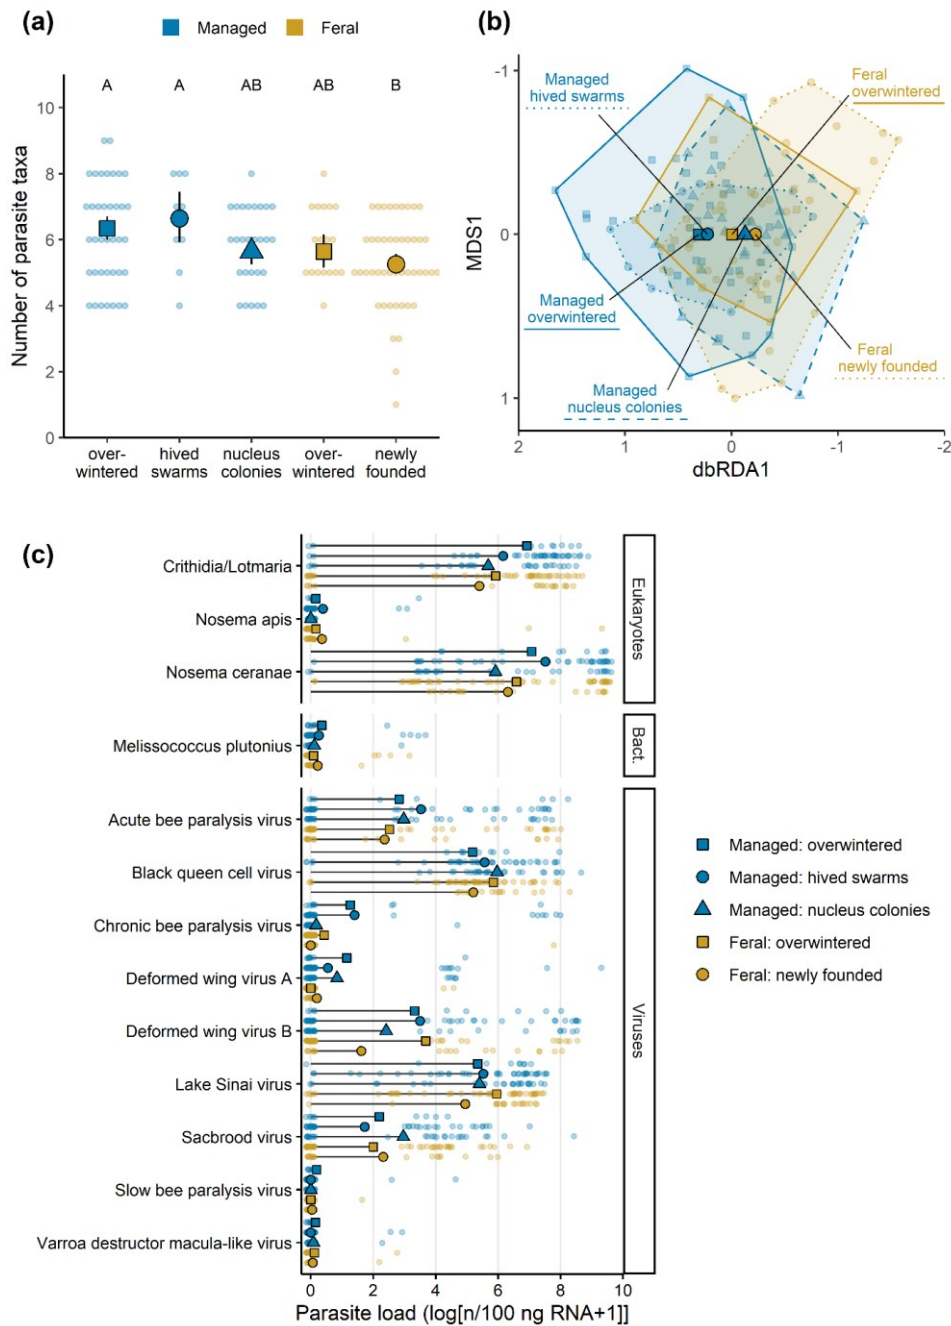 (a)
Managed Feral
A A AB AB B
Number of parasite taxa
10
8
6
4
2
0
over-
wintered
hived
swarms
nucleus
colonies
over-
wintered
newly
founded
(b)
MDS1
-1
0
1
Managed
hived swarms
Feral
overwintered
Managed
overwintered
Feral
newly founded
Managed
nucleus colonies
2 1 0 -1 -2
dbRDA1
(c)
Crithidia/Lotmaria
Nosema apis
Nosema ceranae
Eukaryotes
Melissococcus plutonius
Bact.
Acute bee paralysis virus
Black queen cell virus
Chronic bee paralysis virus
Deformed wing virus A
Deformed wing virus B
Lake Sinai virus
Sacbrood virus
Slow bee paralysis virus
Varroa destructor macula-like virus
Viruses
0 2 4 6 8 10
Parasite load (log[n/100 ng RNA+1]]
Managed: overwintered
Managed: hived swarms
Managed: nucleus colonies
Feral: overwintered
Feral: newly founded